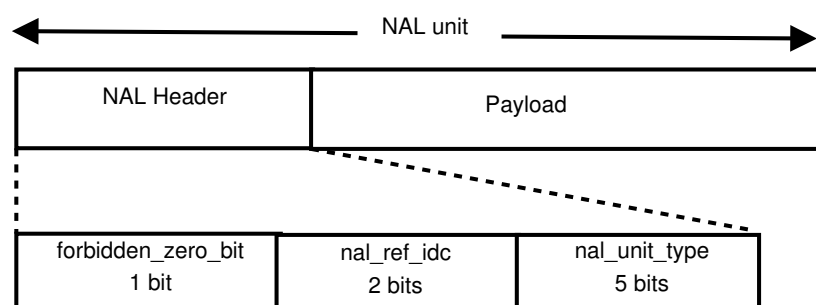 NAL unit
NAL Header
Payload
forbidden_zero_bit
1 bit
nal_ref_idc
2 bits
nal_unit_type
5 bits